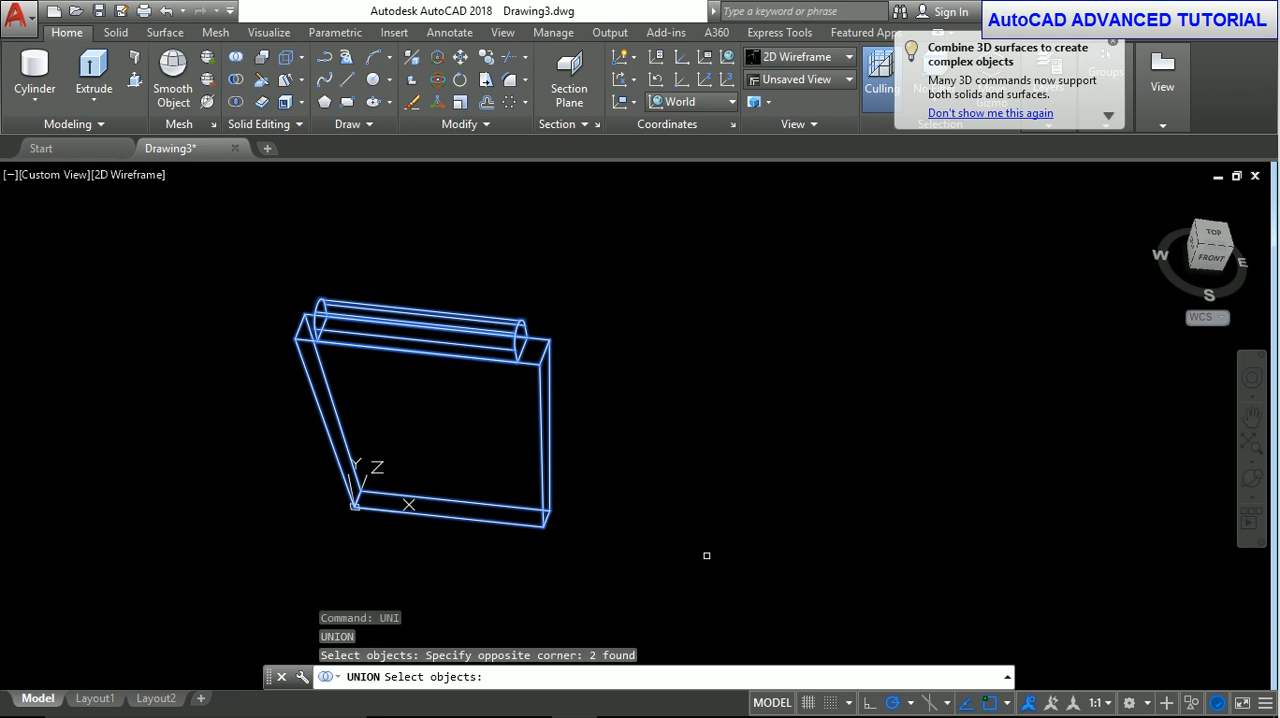 Autodesk AutoCAD 2018 Drawing3.dwg
Type a keyword or phrase
Sign In
AutoCAD ADVANCED TUTORIAL
Home Solid Surface Mesh Visualize Parametric Insert Annotate View Manage Output Add-ins A360 Express Tools Featured Apps
Combine 3D surfaces to create
complex objects
Many 3D commands now support
both solids and surfaces.
Don't show me this again
2D Wireframe
Unsaved View
World
Cylinder
Extrude
Smooth
Object
Section
Plane
Culling
Groups
Layers
Gizmo
View
Modeling
Mesh
Solid Editing
Draw
Modify
Section
Coordinates
View
Selection
Start
Drawing3*
[−][Custom View][2D Wireframe]
TOP
FRONT
W
E
S
WCS
Y
Z
X
Command: UNI
UNION
Select objects: Specify opposite corner: 2 found
UNION Select objects:
Model Layout1 Layout2
MODEL
1:1